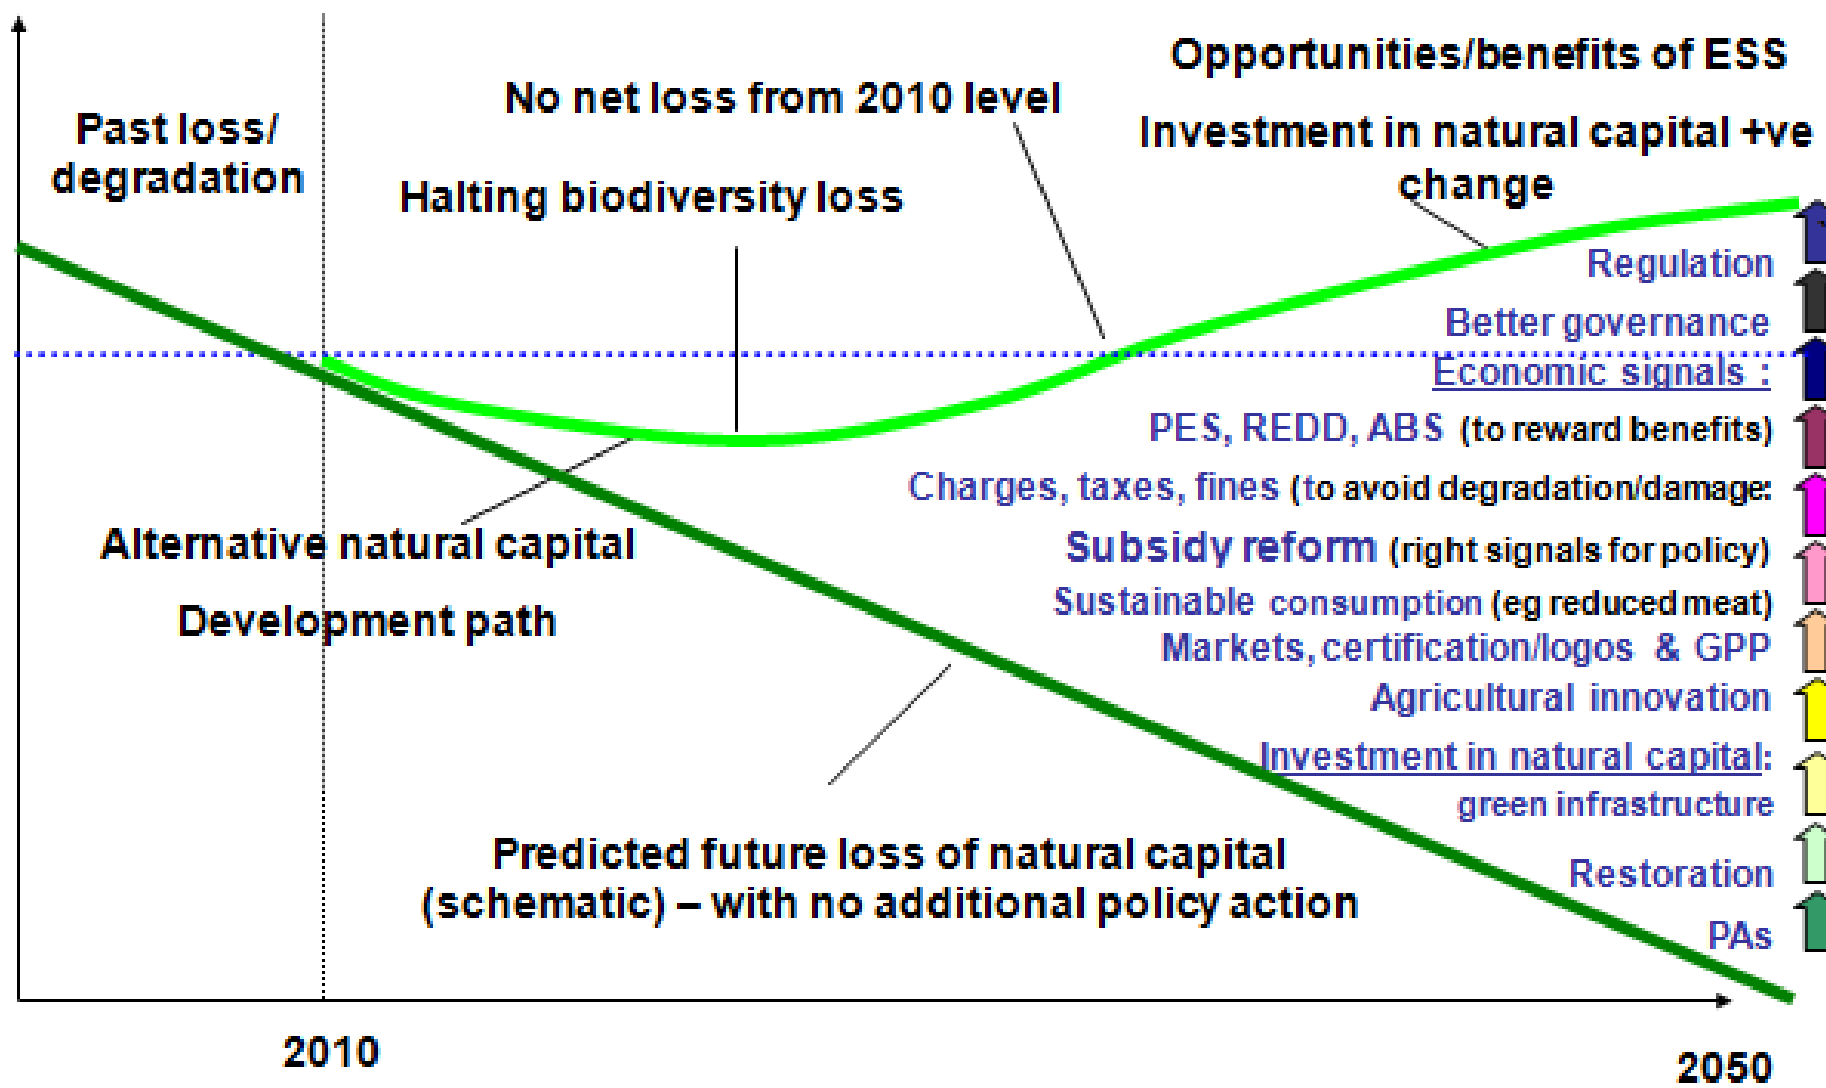 Opportunities/benefits of ESS
No net loss from 2010 level
Past loss/
degradation
Investment in natural capital +ve
change
Halting biodiversity loss
Regulation
Better governance
Economic signals :
PES, REDD, ABS (to reward benefits)
Charges, taxes, fines (to avoid degradation/damage:
Alternative natural capital
Development path
Subsidy reform (right signals for policy)
Sustainable consumption (eg reduced meat)
Markets, certification/logos & GPP
Agricultural innovation
Investment in natural capital:
green infrastructure
Predicted future loss of natural capital
(schematic) – with no additional policy action
Restoration
PAs
2010
2050